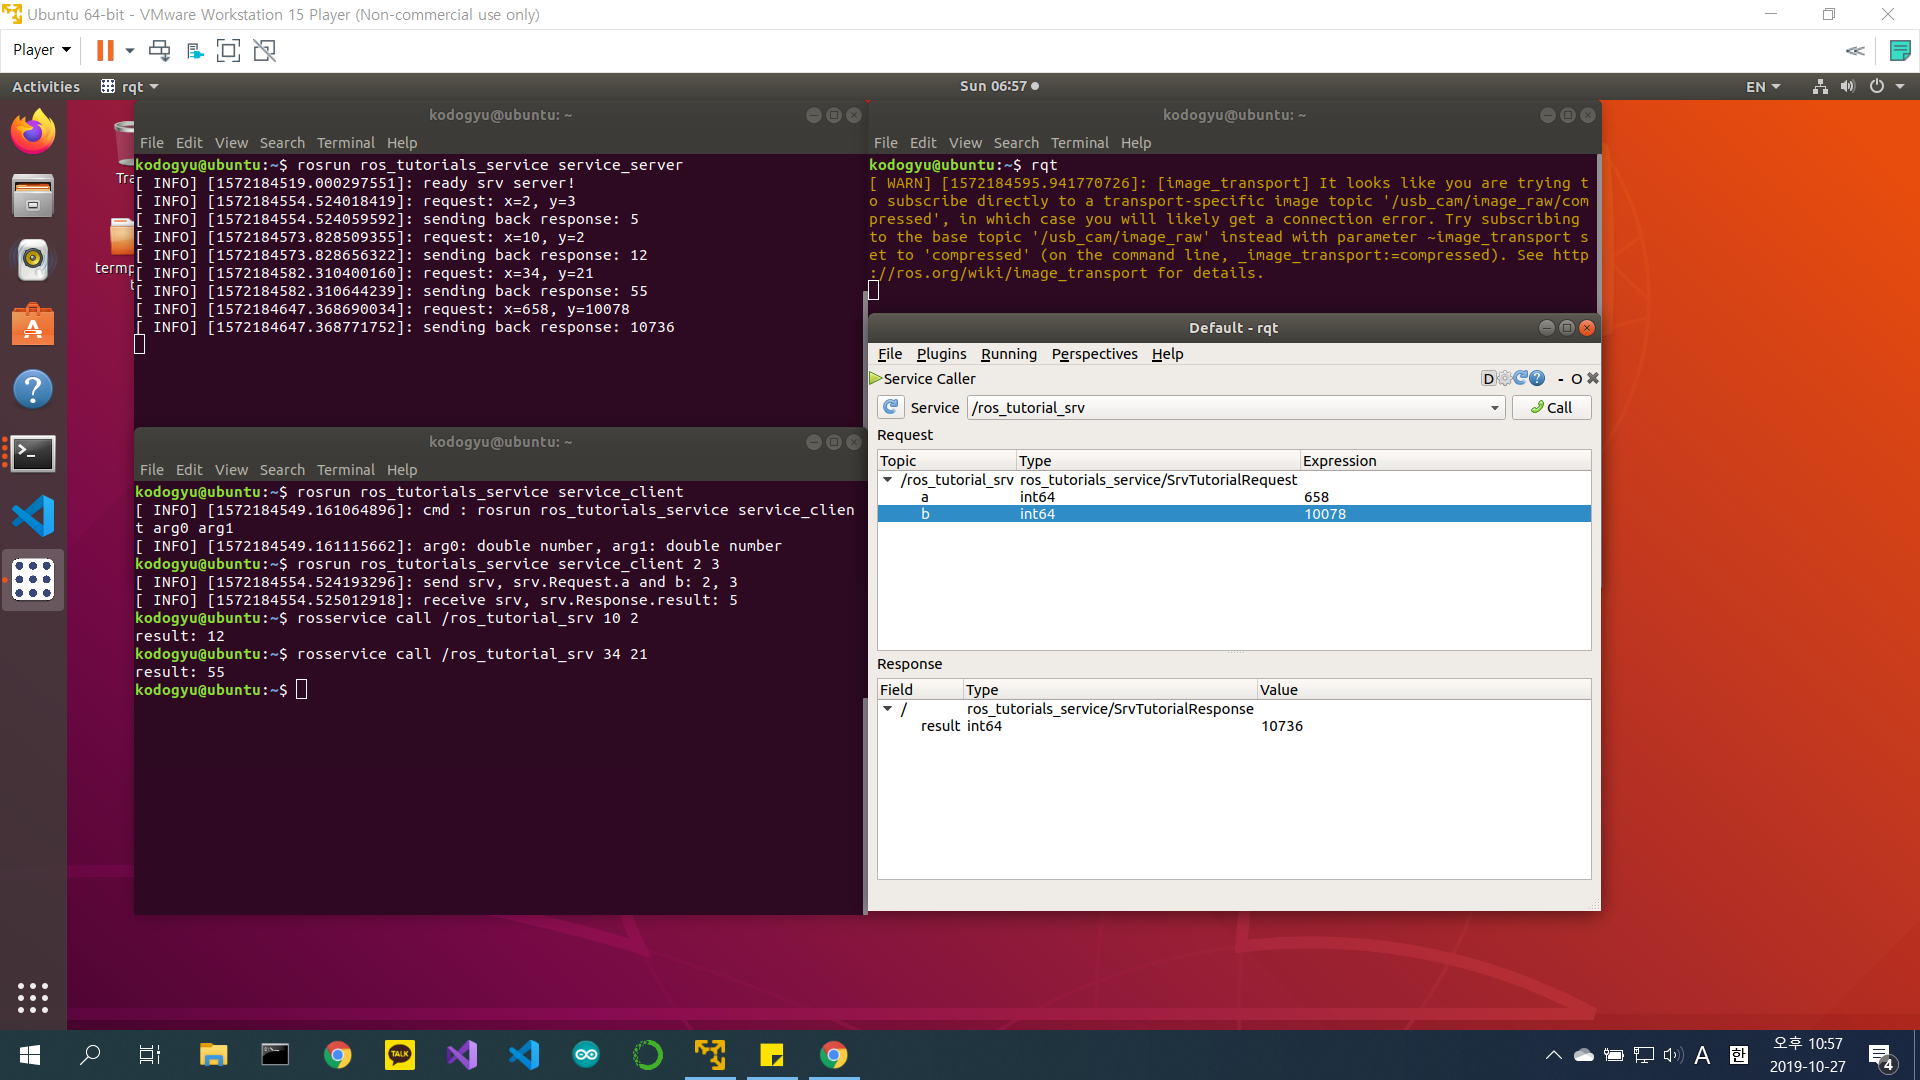 Ubuntu 64-bit - VMware Workstation 15 Player (Non-commercial use only)
Player
Activities
rqt
Sun 06:57
EN
kodogyu@ubuntu: ~
File Edit View Search Terminal Help
kodogyu@ubuntu:~$ rosrun ros_tutorials_service service_server
[ INFO] [1572184519.000297551]: ready srv server!
[ INFO] [1572184554.524018419]: request: x=2, y=3
[ INFO] [1572184554.524059592]: sending back response: 5
[ INFO] [1572184573.828509355]: request: x=10, y=2
[ INFO] [1572184573.828656322]: sending back response: 12
[ INFO] [1572184582.310400160]: request: x=34, y=21
[ INFO] [1572184582.310644239]: sending back response: 55
[ INFO] [1572184647.368690034]: request: x=658, y=10078
[ INFO] [1572184647.368771752]: sending back response: 10736
kodogyu@ubuntu: ~
File Edit View Search Terminal Help
kodogyu@ubuntu:~$ rqt
[ WARN] [1572184595.941770726]: [image_transport] It looks like you are trying t
o subscribe directly to a transport-specific image topic '/usb_cam/image_raw/com
pressed', in which case you will likely get a connection error. Try subscribing
to the base topic '/usb_cam/image_raw' instead with parameter ~image_transport s
et to 'compressed' (on the command line, _image_transport:=compressed). See http
://ros.org/wiki/image_transport for details.
Tra
termp
t
kodogyu@ubuntu: ~
File Edit View Search Terminal Help
kodogyu@ubuntu:~$ rosrun ros_tutorials_service service_client
[ INFO] [1572184549.161064896]: cmd : rosrun ros_tutorials_service service_clien
t arg0 arg1
[ INFO] [1572184549.161115662]: arg0: double number, arg1: double number
kodogyu@ubuntu:~$ rosrun ros_tutorials_service service_client 2 3
[ INFO] [1572184554.524193296]: send srv, srv.Request.a and b: 2, 3
[ INFO] [1572184554.525012918]: receive srv, srv.Response.result: 5
kodogyu@ubuntu:~$ rosservice call /ros_tutorial_srv 10 2
result: 12
kodogyu@ubuntu:~$ rosservice call /ros_tutorial_srv 34 21
result: 55
kodogyu@ubuntu:~$
Default - rqt
File Plugins Running Perspectives Help
Service Caller
D
- O
Service /ros_tutorial_srv Call
Request
Topic Type Expression
/ros_tutorial_srv ros_tutorials_service/SrvTutorialRequest
a int64 658
b int64 10078
Response
Field Type Value
/ ros_tutorials_service/SrvTutorialResponse
result int64 10736
TALK
A
한
오후 10:57
2019-10-27
4